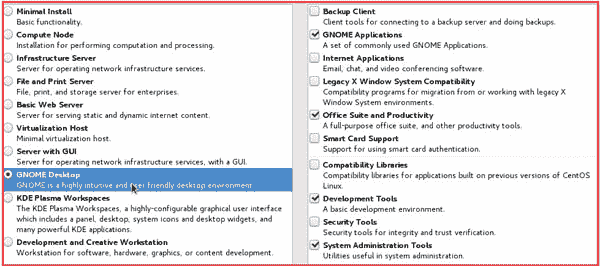 Minimal Install
Basic functionality.
Compute Node
Installation for performing computation and processing.
Infrastructure Server
Server for operating network infrastructure services.
File and Print Server
File, print, and storage server for enterprises.
Basic Web Server
Server for serving static and dynamic internet content.
Virtualization Host
Minimal virtualization host.
Server with GUI
Server for operating network infrastructure services, with a GUI.
GNOME Desktop
GNOME is a highly intuitive and user friendly desktop environment.
KDE Plasma Workspaces
The KDE Plasma Workspaces, a highly-configurable graphical user interface
which includes a panel, desktop, system icons and desktop widgets, and
many powerful KDE applications.
Development and Creative Workstation
Workstation for software, hardware, graphics, or content development.
Backup Client
Client tools for connecting to a backup server and doing backups.
GNOME Applications
A set of commonly used GNOME Applications.
Internet Applications
Email, chat, and video conferencing software.
Legacy X Window System Compatibility
Compatibility programs for migration from or working with legacy X
Window System environments.
Office Suite and Productivity
A full-purpose office suite, and other productivity tools.
Smart Card Support
Support for using smart card authentication.
Compatibility Libraries
Compatibility libraries for applications built on previous versions of CentOS
Linux.
Development Tools
A basic development environment.
Security Tools
Security tools for integrity and trust verification.
System Administration Tools
Utilities useful in system administration.